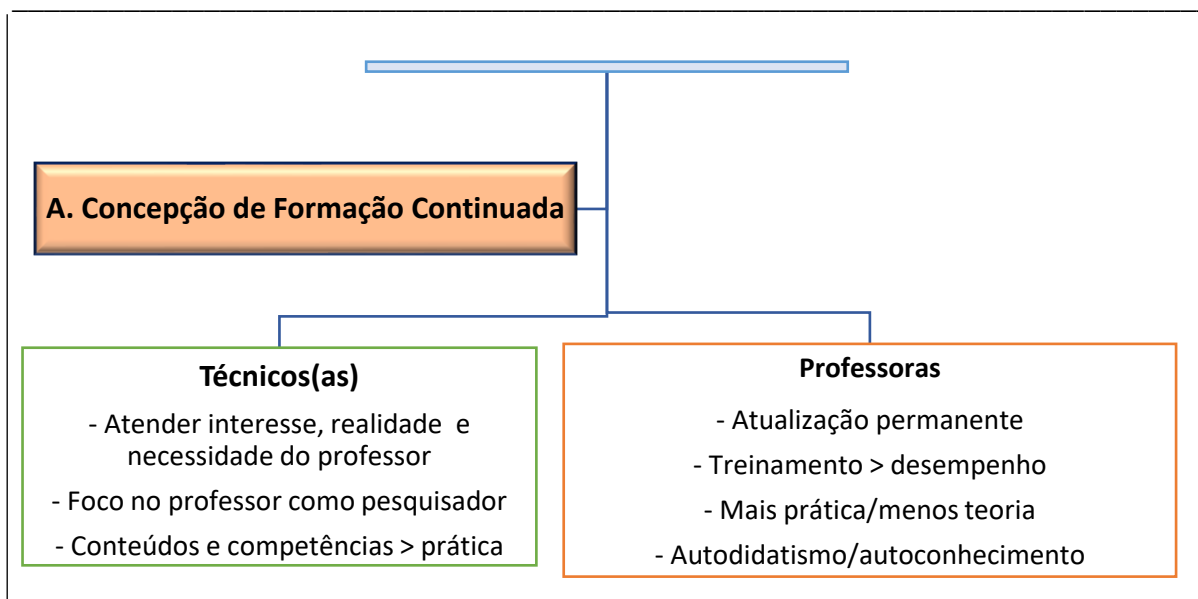 A. Concepção de Formação Continuada
Técnicos(as)
- Atender interesse, realidade e
necessidade do professor
- Foco no professor como pesquisador
- Conteúdos e competências > prática
Professoras
- Atualização permanente
- Treinamento > desempenho
- Mais prática/menos teoria
- Autodidatismo/autoconhecimento